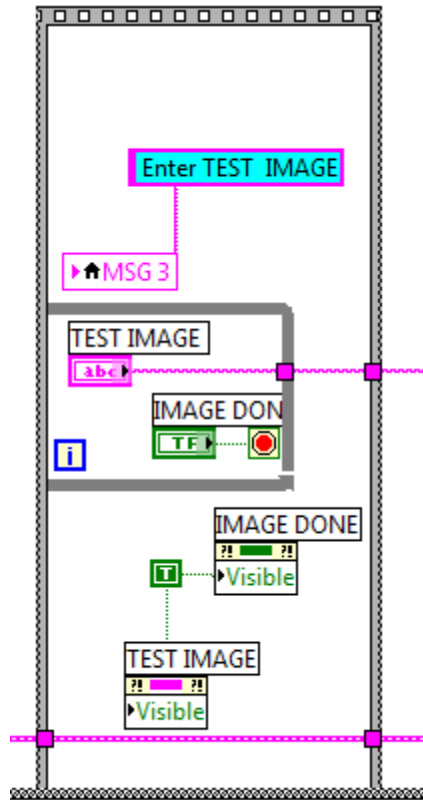 Enter TEST IMAGE
MSG 3
TEST IMAGE
abc
IMAGE DON
TF
i
IMAGE DONE
?! ?!
T
Visible
TEST IMAGE
?! ?!
Visible